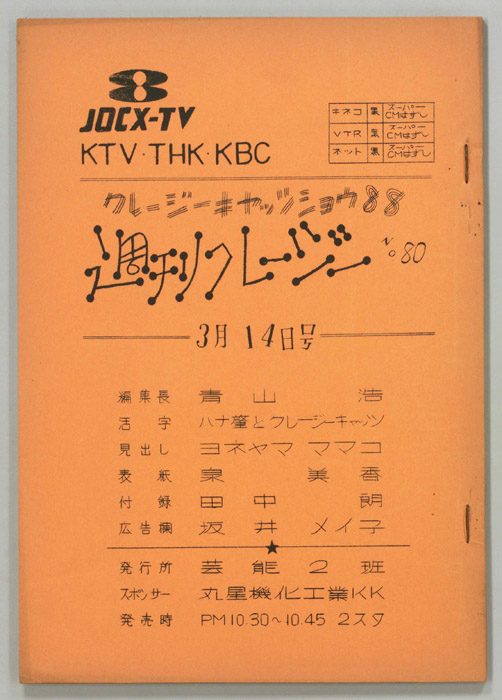 8
JOCX-TV
KTV・THK・KBC
キネコ 裏 スーパー CMはずし
VTR 裏 スーパー CMはずし
ネット 裏 スーパー CMはずし
クレージーキャッツショウ88
週刊クレージー No80
3月14日号
編集長 青山 浩
活字 ハナ肇とクレージーキャッツ
見出し ヨネヤマ ママコ
表紙 泉 美香
付録 田中 朗
広告欄 坂井 メイ子
発行所 芸能2班
スポンサー 丸星機化工業KK
発売時 PM10.30~10.45 2スタ